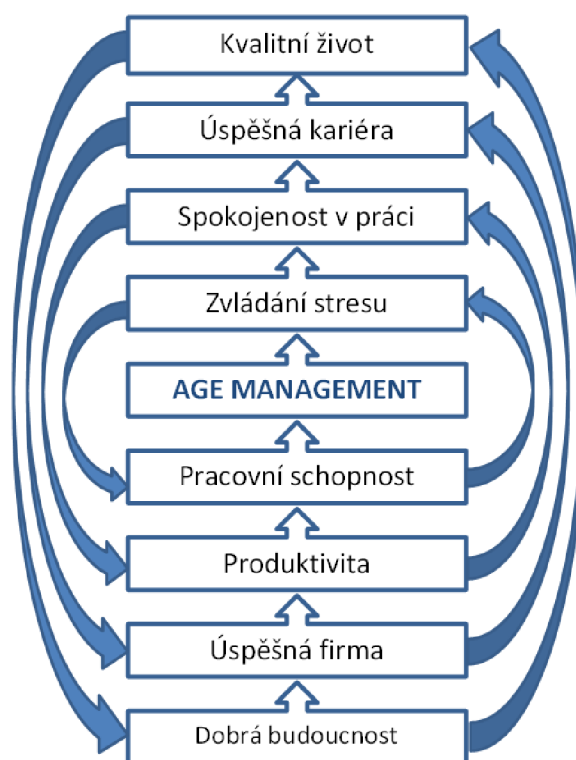 Kvalitní život
Úspěšná kariéra
Spokojenost v práci
Zvládání stresu
AGE MANAGEMENT
Pracovní schopnost
Produktivita
Úspěšná firma
Dobrá budoucnost